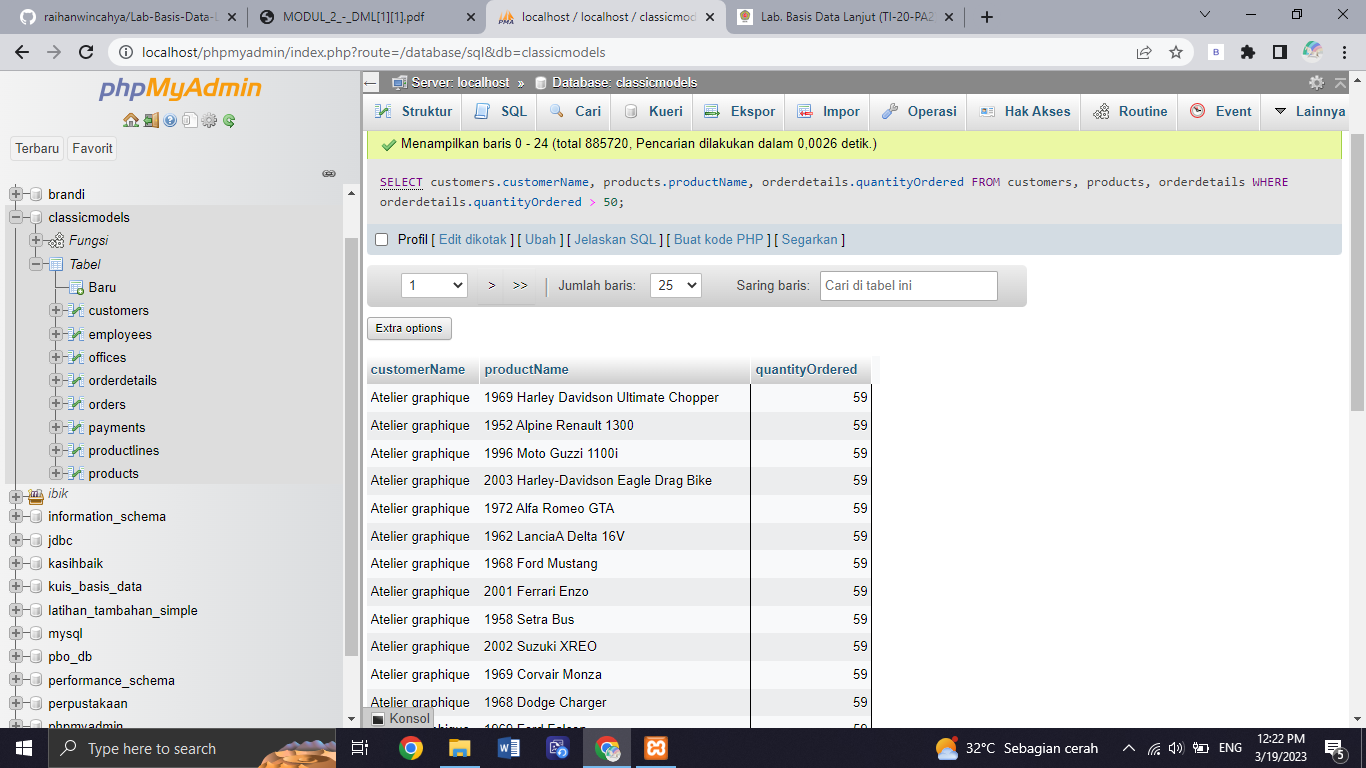 raihanwincahya/Lab-Basis-Data-L
MODUL_2_-_DML[1][1].pdf
localhost / localhost / classicmod
Lab. Basis Data Lanjut (TI-20-PA2
localhost/phpmyadmin/index.php?route=/database/sql&db=classicmodels
phpMyAdmin
Terbaru
Favorit
brandi
classicmodels
Fungsi
Tabel
Baru
customers
employees
offices
orderdetails
orders
payments
productlines
products
ibik
information_schema
jdbc
kasihbaik
kuis_basis_data
latihan_tambahan_simple
mysql
pbo_db
performance_schema
perpustakaan
phpmyadmin
Server: localhost » Database: classicmodels
Struktur
SQL
Cari
Kueri
Ekspor
Impor
Operasi
Hak Akses
Routine
Event
Lainnya
Menampilkan baris 0 - 24 (total 885720, Pencarian dilakukan dalam 0,0026 detik.)
SELECT customers.customerName, products.productName, orderdetails.quantityOrdered FROM customers, products, orderdetails WHERE
orderdetails.quantityOrdered > 50;
Profil [ Edit dikotak ] [ Ubah ] [ Jelaskan SQL ] [ Buat kode PHP ] [ Segarkan ]
1 > >> | Jumlah baris: 25 Saring baris: Cari di tabel ini
Extra options
customerName productName quantityOrdered
Atelier graphique 1969 Harley Davidson Ultimate Chopper 59
Atelier graphique 1952 Alpine Renault 1300 59
Atelier graphique 1996 Moto Guzzi 1100i 59
Atelier graphique 2003 Harley-Davidson Eagle Drag Bike 59
Atelier graphique 1972 Alfa Romeo GTA 59
Atelier graphique 1962 LanciaA Delta 16V 59
Atelier graphique 1968 Ford Mustang 59
Atelier graphique 2001 Ferrari Enzo 59
Atelier graphique 1958 Setra Bus 59
Atelier graphique 2002 Suzuki XREO 59
Atelier graphique 1969 Corvair Monza 59
Atelier graphique 1968 Dodge Charger 59
1969 Ford Falcon 59
Konsol
Type here to search
32°C Sebagian cerah
ENG
12:22 PM
3/19/2023
5